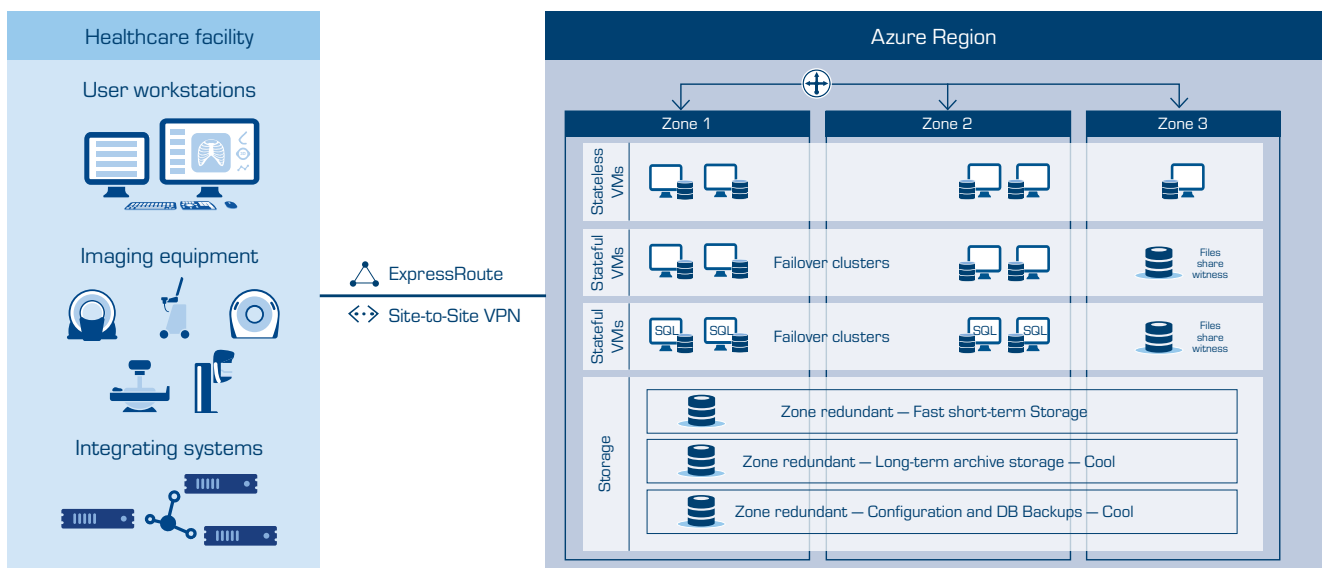 Healthcare facility
User workstations
Imaging equipment
Integrating systems
ExpressRoute
Site-to-Site VPN
Azure Region
Zone 1
Zone 2
Zone 3
Stateless
VMs
Stateful
VMs
Failover clusters
Files
share
witness
Stateful
VMs
SQL
SQL
Failover clusters
SQL
SQL
Files
share
witness
Storage
Zone redundant — Fast short-term Storage
Zone redundant — Long-term archive storage — Cool
Zone redundant — Configuration and DB Backups — Cool